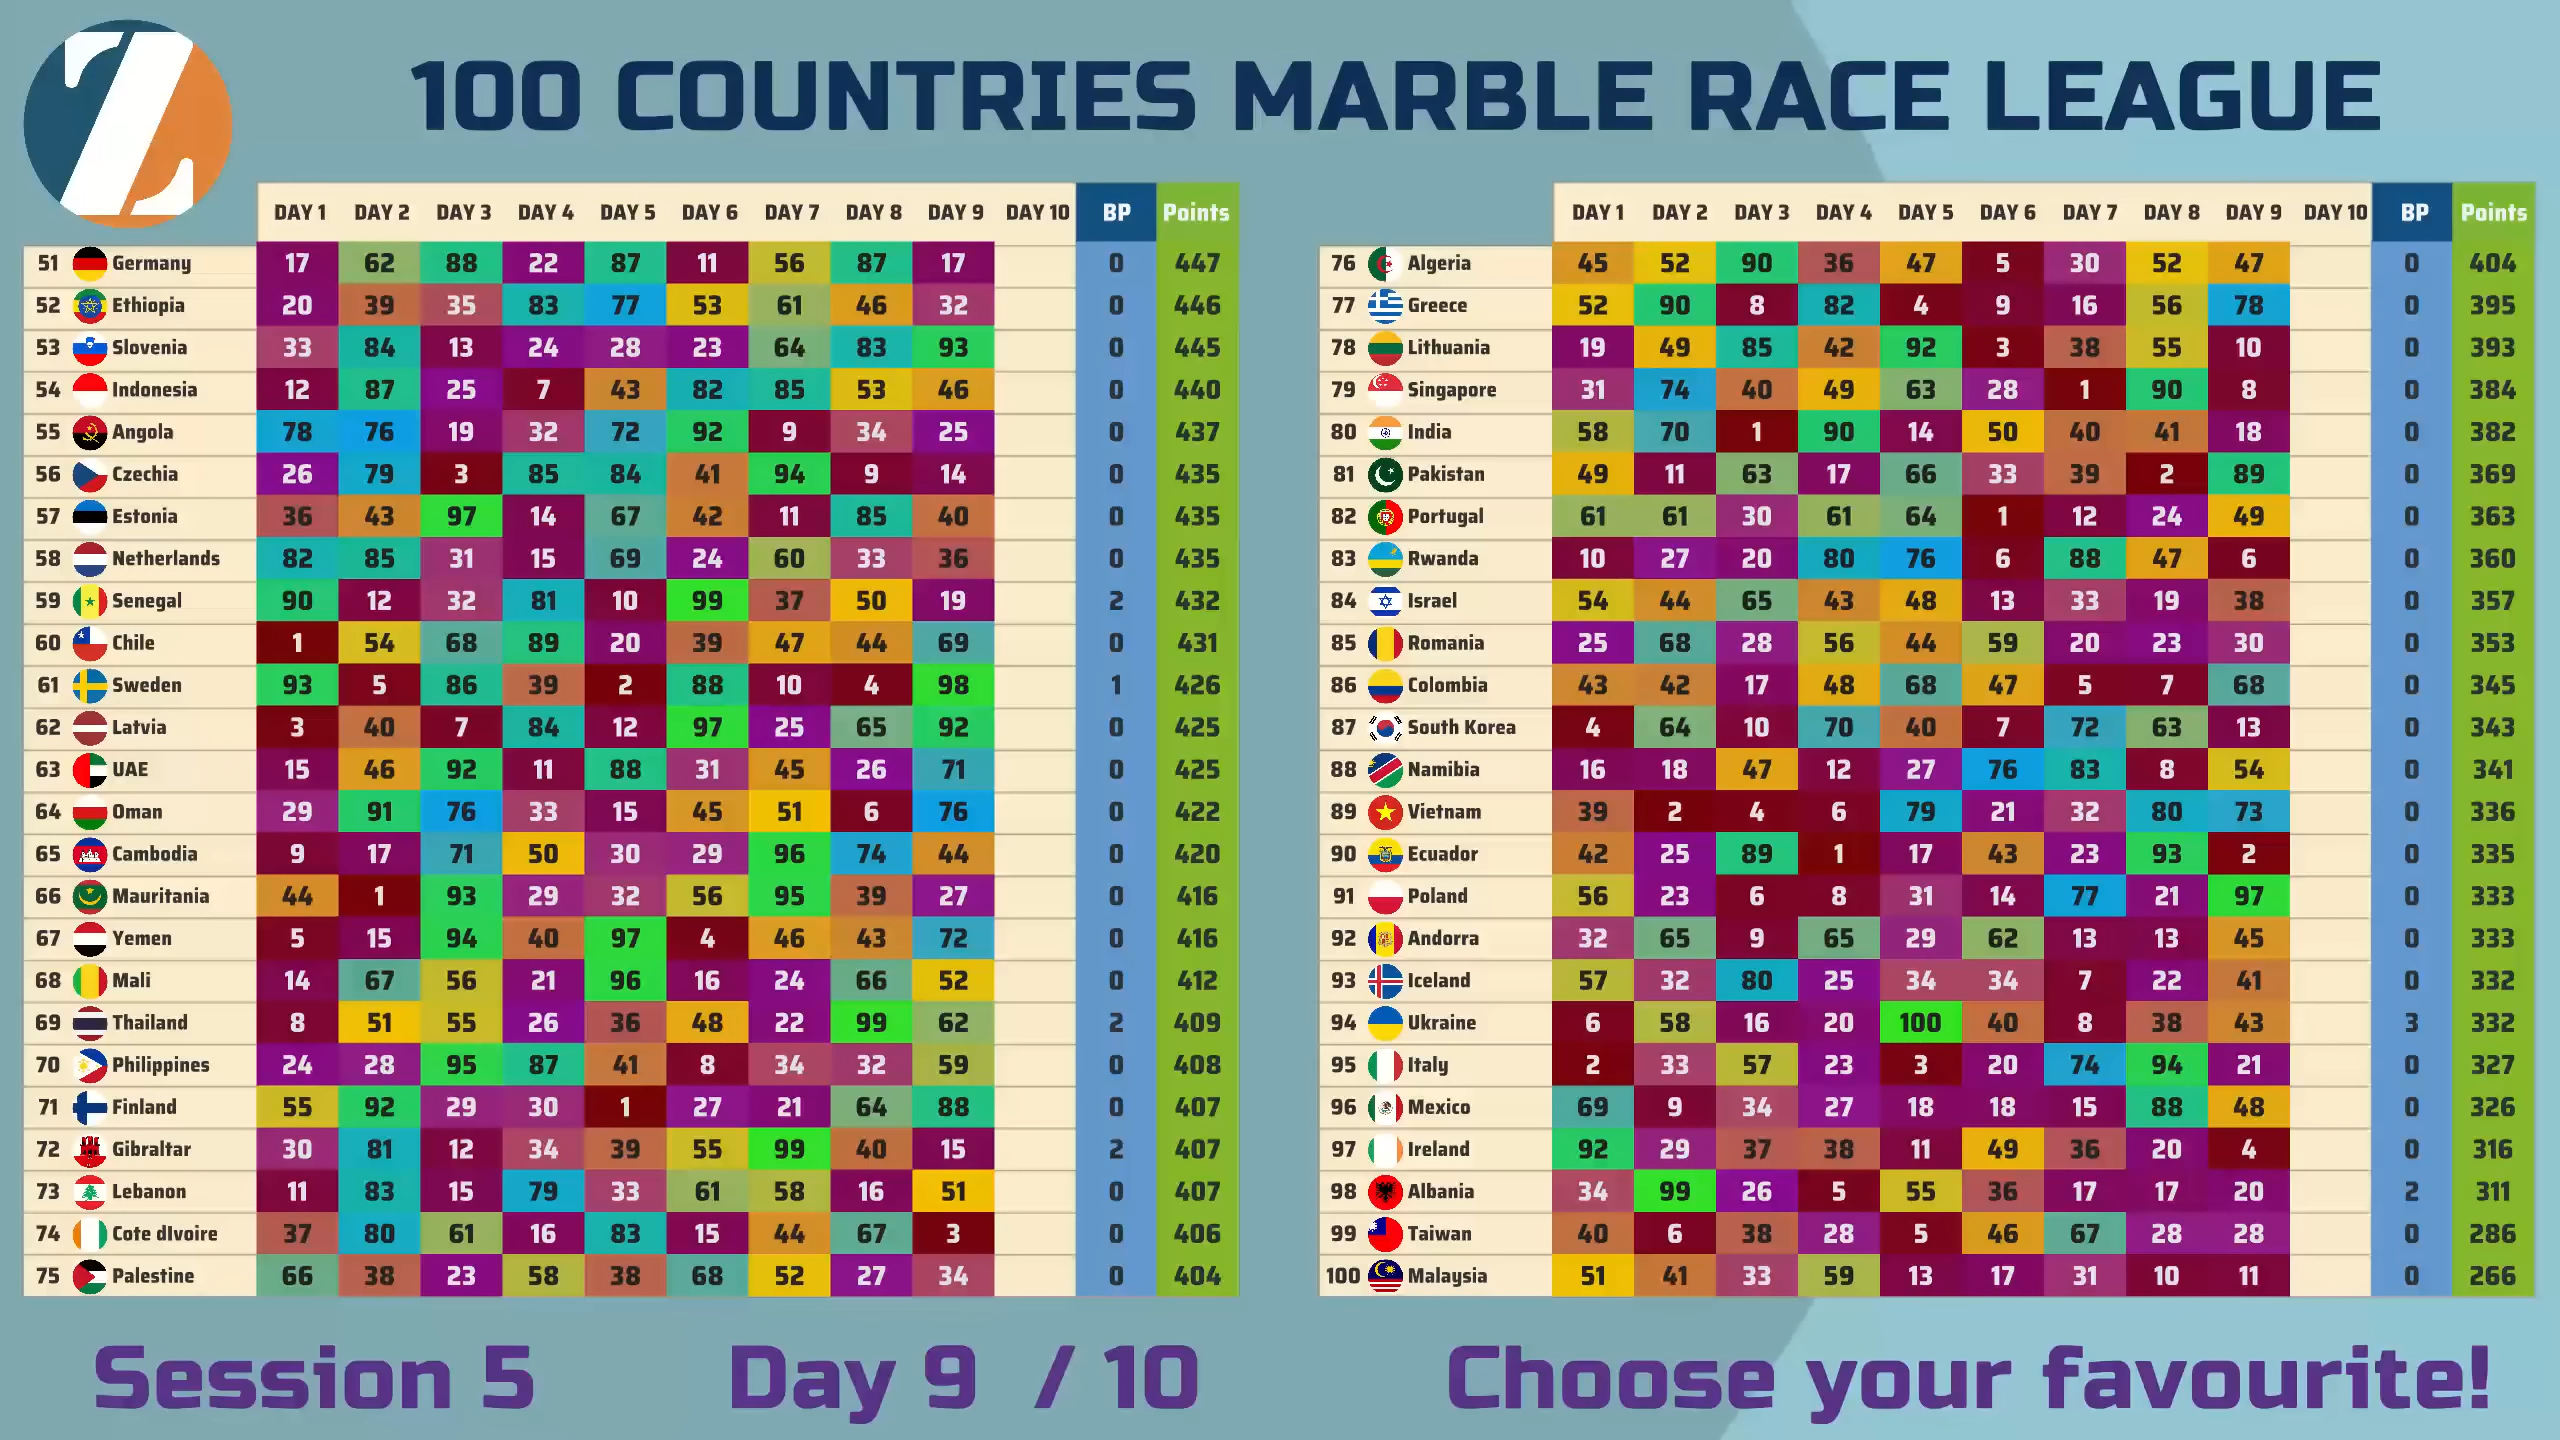 Z
100 COUNTRIES MARBLE RACE LEAGUE
DAY 1 DAY 2 DAY 3 DAY 4 DAY 5 DAY 6 DAY 7 DAY 8 DAY 9 DAY 10 BP Points
51 Germany 17 62 88 22 87 11 56 87 17 0 447
52 Ethiopia 20 39 35 83 77 53 61 46 32 0 446
53 Slovenia 33 84 13 24 28 23 64 83 93 0 445
54 Indonesia 12 87 25 7 43 82 85 53 46 0 440
55 Angola 78 76 19 32 72 92 9 34 25 0 437
56 Czechia 26 79 3 85 84 41 94 9 14 0 435
57 Estonia 36 43 97 14 67 42 11 85 40 0 435
58 Netherlands 82 85 31 15 69 24 60 33 36 0 435
59 Senegal 90 12 32 81 10 99 37 50 19 2 432
60 Chile 1 54 68 89 20 39 47 44 69 0 431
61 Sweden 93 5 86 39 2 88 10 4 98 1 426
62 Latvia 3 40 7 84 12 97 25 65 92 0 425
63 UAE 15 46 92 11 88 31 45 26 71 0 425
64 Oman 29 91 76 33 15 45 51 6 76 0 422
65 Cambodia 9 17 71 50 30 29 96 74 44 0 420
66 Mauritania 44 1 93 29 32 56 95 39 27 0 416
67 Yemen 5 15 94 40 97 4 46 43 72 0 416
68 Mali 14 67 56 21 96 16 24 66 52 0 412
69 Thailand 8 51 55 26 36 48 22 99 62 2 409
70 Philippines 24 28 95 87 41 8 34 32 59 0 408
71 Finland 55 92 29 30 1 27 21 64 88 0 407
72 Gibraltar 30 81 12 34 39 55 99 40 15 2 407
73 Lebanon 11 83 15 79 33 61 58 16 51 0 407
74 Cote dIvoire 37 80 61 16 83 15 44 67 3 0 406
75 Palestine 66 38 23 58 38 68 52 27 34 0 404
DAY 1 DAY 2 DAY 3 DAY 4 DAY 5 DAY 6 DAY 7 DAY 8 DAY 9 DAY 10 BP Points
76 Algeria 45 52 90 36 47 5 30 52 47 0 404
77 Greece 52 90 8 82 4 9 16 56 78 0 395
78 Lithuania 19 49 85 42 92 3 38 55 10 0 393
79 Singapore 31 74 40 49 63 28 1 90 8 0 384
80 India 58 70 1 90 14 50 40 41 18 0 382
81 Pakistan 49 11 63 17 66 33 39 2 89 0 369
82 Portugal 61 61 30 61 64 1 12 24 49 0 363
83 Rwanda 10 27 20 80 76 6 88 47 6 0 360
84 Israel 54 44 65 43 48 13 33 19 38 0 357
85 Romania 25 68 28 56 44 59 20 23 30 0 353
86 Colombia 43 42 17 48 68 47 5 7 68 0 345
87 South Korea 4 64 10 70 40 7 72 63 13 0 343
88 Namibia 16 18 47 12 27 76 83 8 54 0 341
89 Vietnam 39 2 4 6 79 21 32 80 73 0 336
90 Ecuador 42 25 89 1 17 43 23 93 2 0 335
91 Poland 56 23 6 8 31 14 77 21 97 0 333
92 Andorra 32 65 9 65 29 62 13 13 45 0 333
93 Iceland 57 32 80 25 34 34 7 22 41 0 332
94 Ukraine 6 58 16 20 100 40 8 38 43 3 332
95 Italy 2 33 57 23 3 20 74 94 21 0 327
96 Mexico 69 9 34 27 18 18 15 88 48 0 326
97 Ireland 92 29 37 38 11 49 36 20 4 0 316
98 Albania 34 99 26 5 55 36 17 17 20 2 311
99 Taiwan 40 6 38 28 5 46 67 28 28 0 286
100 Malaysia 51 41 33 59 13 17 31 10 11 0 266
Session 5 Day 9 / 10 Choose your favourite!